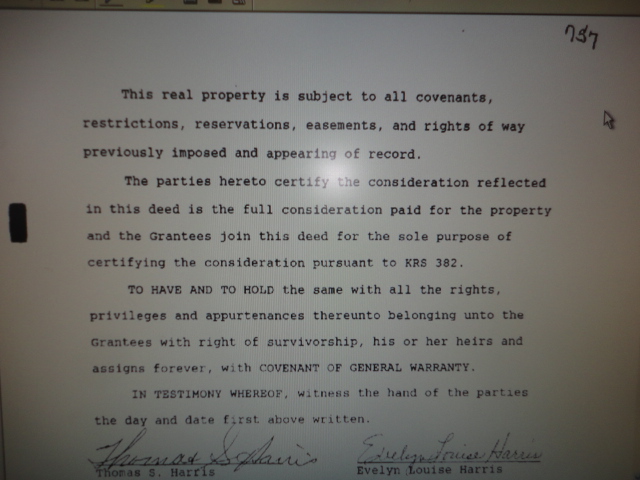 757
This real property is subject to all covenants,
restrictions, reservations, easements, and rights of way
previously imposed and appearing of record.
The parties hereto certify the consideration reflected
in this deed is the full consideration paid for the property
and the Grantees join this deed for the sole purpose of
certifying the consideration pursuant to KRS 382.
TO HAVE AND TO HOLD the same with all the rights,
privileges and appurtenances thereunto belonging unto the
Grantees with right of survivorship, his or her heirs and
assigns forever, with COVENANT OF GENERAL WARRANTY.
IN TESTIMONY WHEREOF, witness the hand of the parties
the day and date first above written.
Thomas S Harris Evelyn Louise Harris
Thomas S. Harris Evelyn Louise Harris